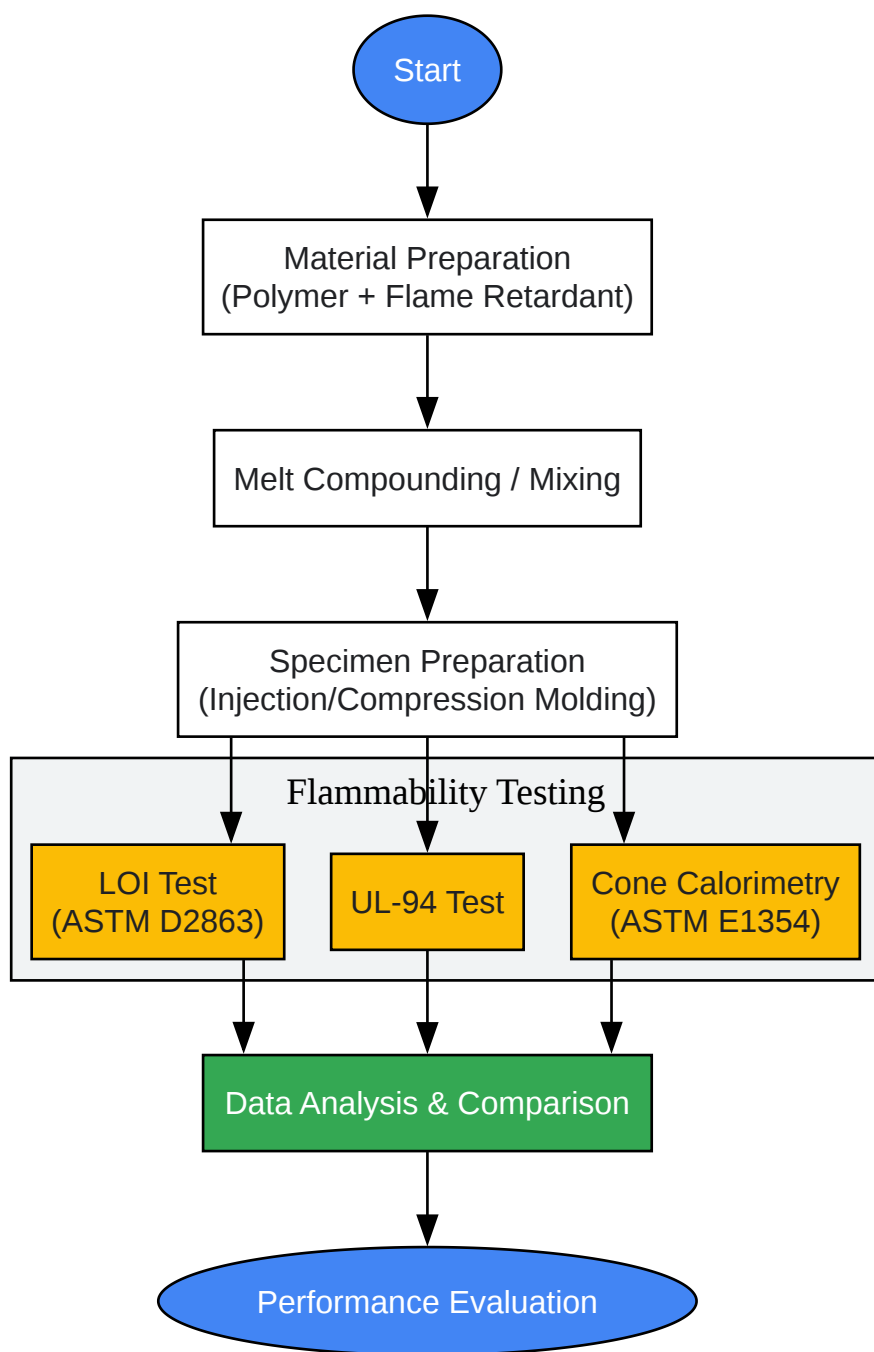 Start
Material Preparation
(Polymer + Flame Retardant)
Melt Compounding / Mixing
Specimen Preparation
(Injection/Compression Molding)
Flammability Testing
LOI Test
(ASTM D2863)
UL-94 Test
Cone Calorimetry
(ASTM E1354)
Data Analysis & Comparison
Performance Evaluation